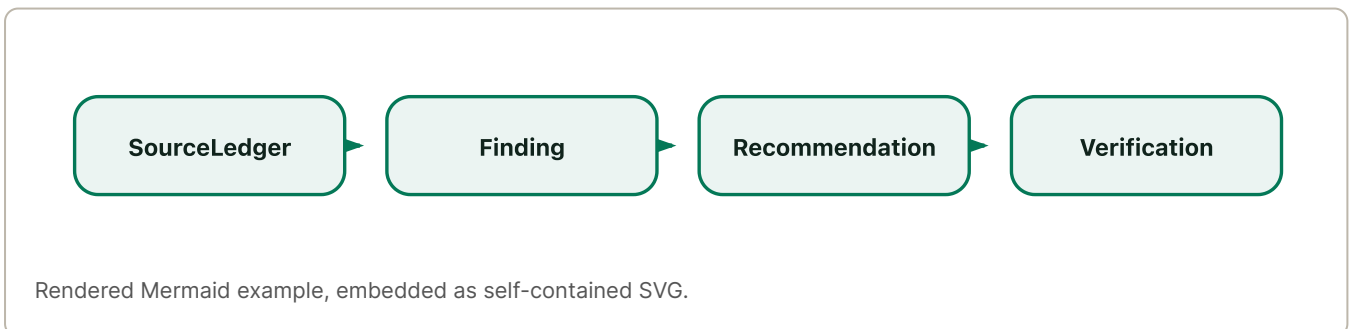 SourceLedger
Finding
Recommendation
Verification
Rendered Mermaid example, embedded as self-contained SVG.